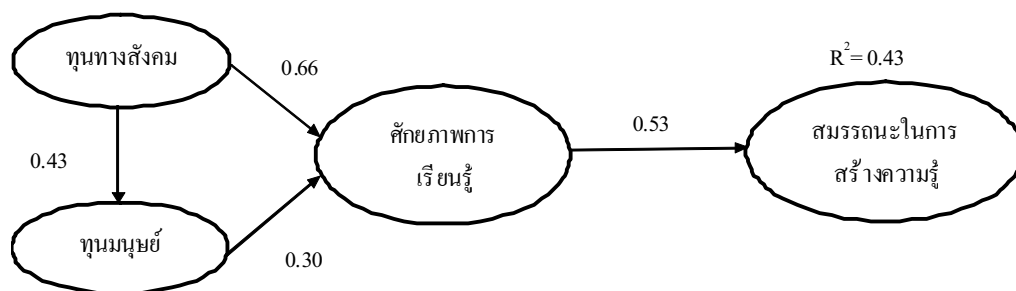 ทุนทางสังคม
R²= 0.43
0.66
ศักยภาพการ
เรียนรู้
0.53
สมรรถนะในการ
สร้างความรู้
0.43
ทุนมนุษย์
0.30